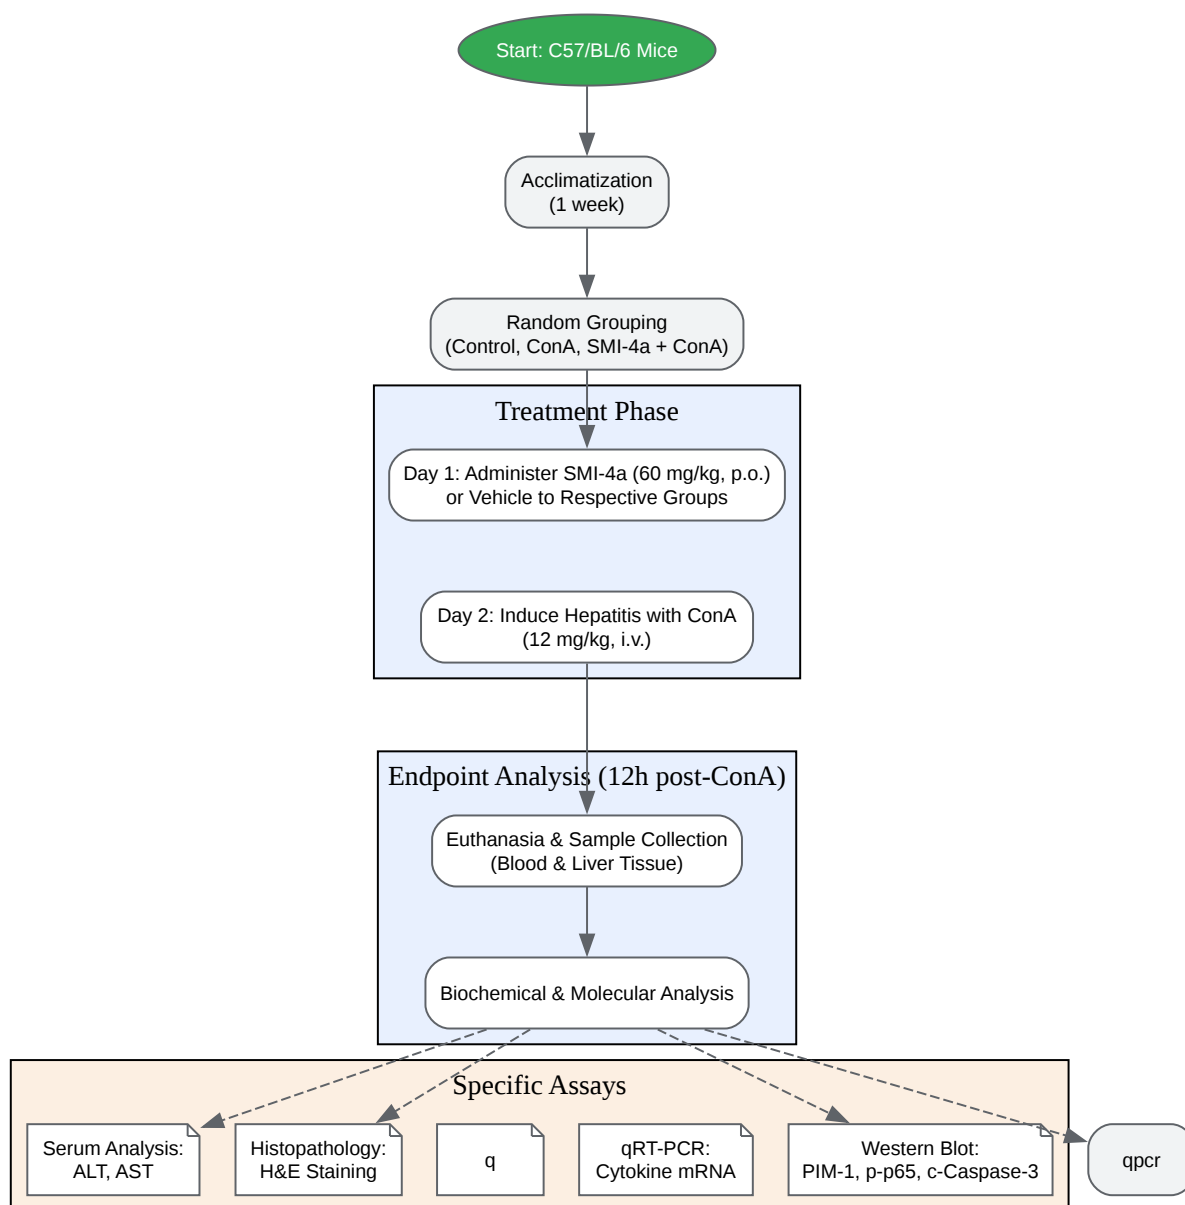 Start: C57/BL/6 Mice
Acclimatization
(1 week)
Random Grouping
(Control, ConA, SMI-4a + ConA)
Treatment Phase
Day 1: Administer SMI-4a (60 mg/kg, p.o.)
or Vehicle to Respective Groups
Day 2: Induce Hepatitis with ConA
(12 mg/kg, i.v.)
Endpoint Analysis (12h post-ConA)
Euthanasia & Sample Collection
(Blood & Liver Tissue)
Biochemical & Molecular Analysis
Specific Assays
Serum Analysis:
ALT, AST
Histopathology:
H&E Staining
q
qRT-PCR:
Cytokine mRNA
Western Blot:
PIM-1, p-p65, c-Caspase-3
qpcr